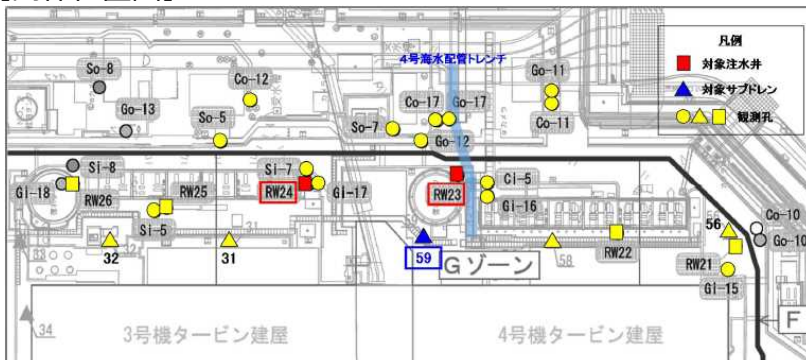 凡例
対象注水井
対象サブドレン
観測孔
4号海水配管トレンチ
So-8
Co-12
Go-11
Go-13
So-5
So-7
Co-17
Go-17
Co-11
Go-12
Si-8
Si-7
Gi-18
RW26
RW25
RW24
Gi-17
RW23
Ci-5
Gi-16
Si-5
Co-10
56
Go-10
RW22
RW21
Gi-15
32
31
31
59
Gゾーン
58
33
34
3号機タービン建屋
4号機タービン建屋
F